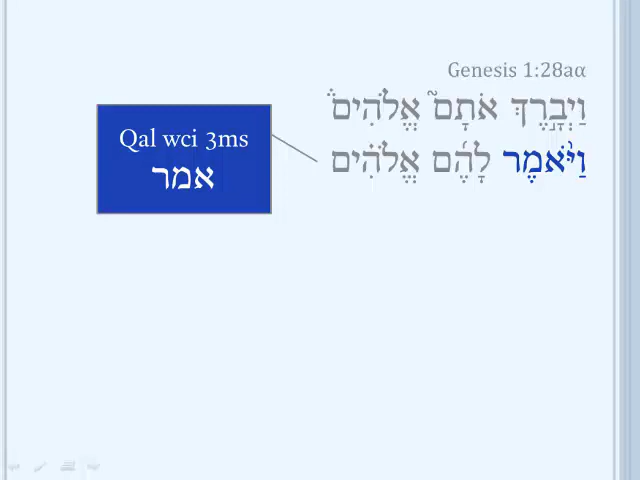 Genesis 1:28aα
וַיְבָ֣רֶךְ אֹתָם֮ אֱלֹהִים֒
וַיֹּ֨אמֶר לָהֶ֜ם אֱלֹהִ֗ים
Qal wci 3ms
אמר